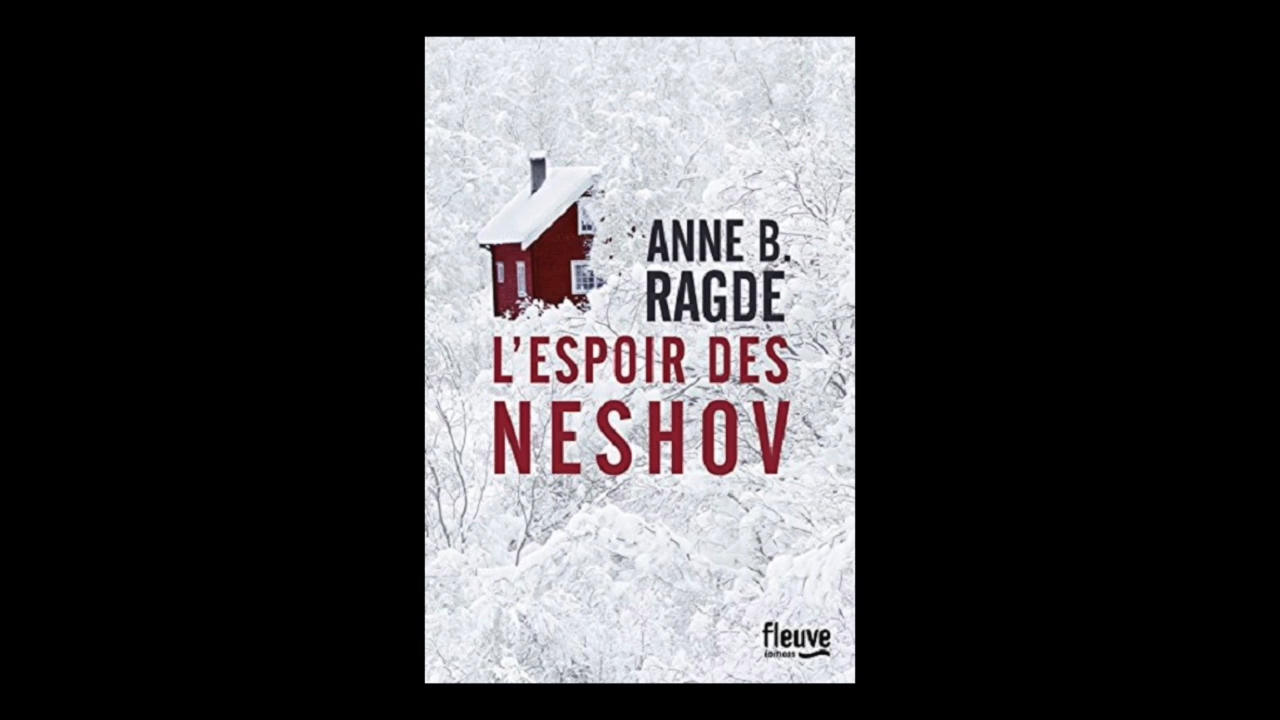 ANNE B.
RAGDE
L'ESPOIR DES
NESHOV
fleuve
éditions